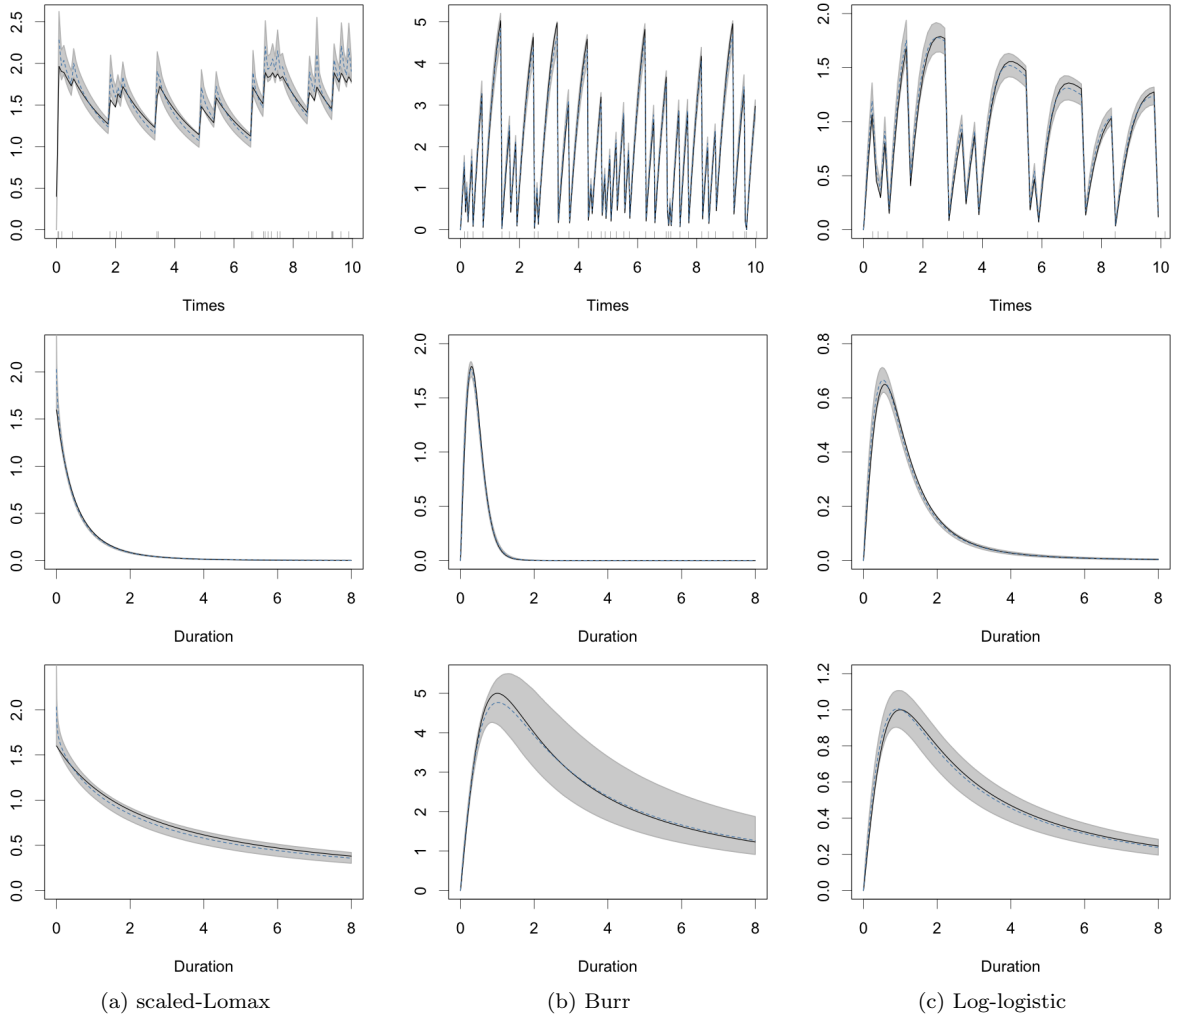 0.0 0.5 1.0 1.5 2.0 2.5
0 2 4 6 8 10
Times
0 1 2 3 4 5
0 2 4 6 8 10
Times
0.0 0.5 1.0 1.5 2.0
0 2 4 6 8 10
Times
0.0 0.5 1.0 1.5 2.0
0 2 4 6 8
Duration
0.0 0.5 1.0 1.5 2.0
0 2 4 6 8
Duration
0.0 0.2 0.4 0.6 0.8
0 2 4 6 8
Duration
0.0 0.5 1.0 1.5 2.0
0 2 4 6 8
Duration
0 1 2 3 4 5
0 2 4 6 8
Duration
0.0 0.2 0.4 0.6 0.8 1.0 1.2
0 2 4 6 8
Duration
(a) scaled-Lomax
(b) Burr
(c) Log-logistic